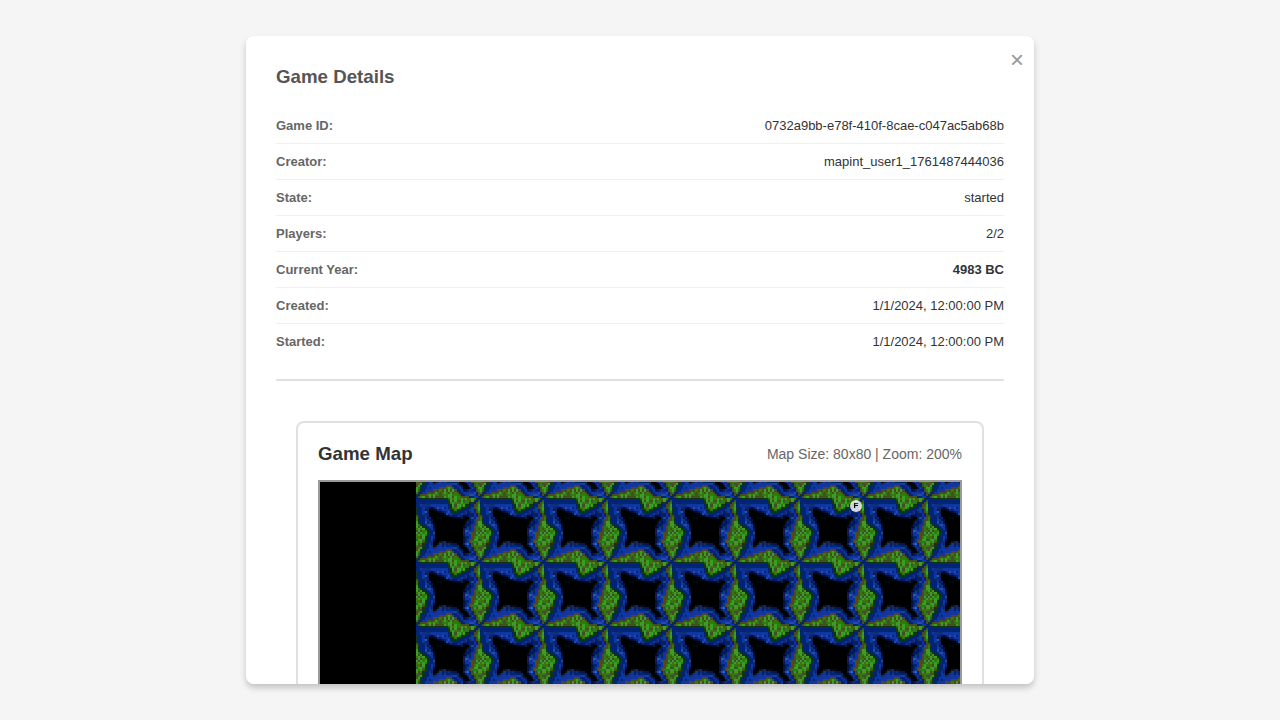 ×
Game Details
Game ID: 0732a9bb-e78f-410f-8cae-c047ac5ab68b
Creator: mapint_user1_1761487444036
State: started
Players: 2/2
Current Year: 4983 BC
Created: 1/1/2024, 12:00:00 PM
Started: 1/1/2024, 12:00:00 PM
Game Map Map Size: 80x80 | Zoom: 200%
F